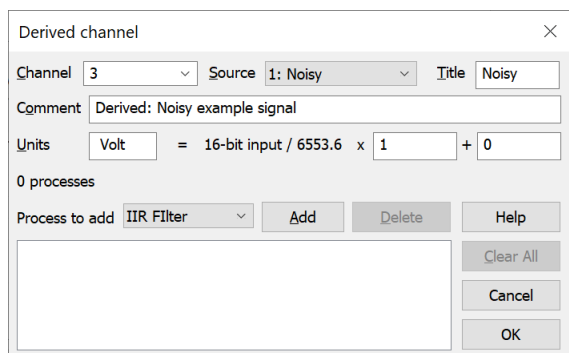 Derived channel
Channel 3 Source 1: Noisy Title Noisy
Comment Derived: Noisy example signal
Units Volt = 16-bit input / 6553.6 x 1 + 0
0 processes
Process to add IIR FIlter Add Delete Help
Clear All
Cancel
OK